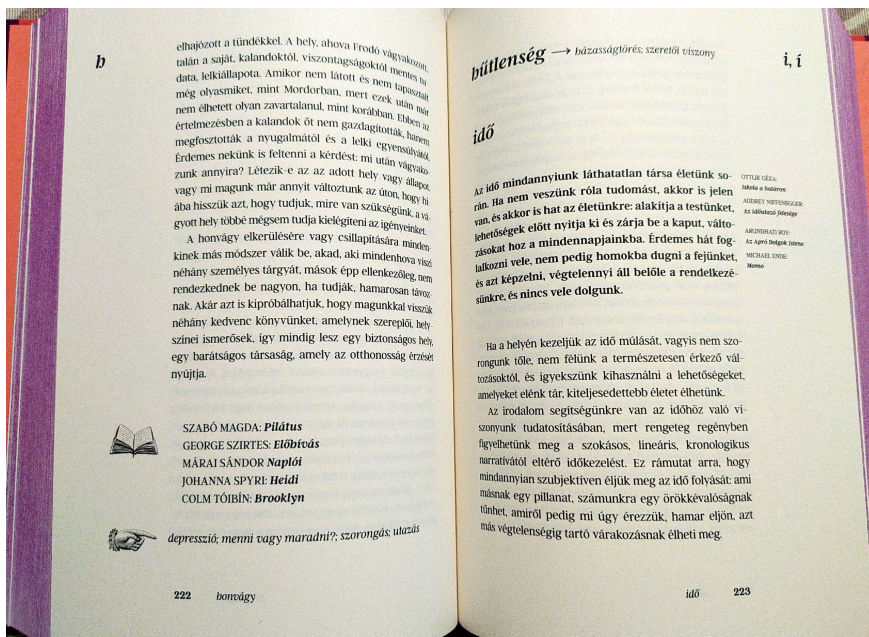 h
elhajózott a tündékkel. A hely, ahova Frodó vágyakozott,
talán a saját, kalandoktól, viszontagságoktól mentes tu-
data, lelkiállapota. Amikor nem látott és nem tapasztalt
még olyasmiket, mint Mordorban, mert ezek után már
nem élhetett olyan zavartalanul, mint korábban. Ebben az
értelmezésben a kalandok őt nem gazdagították, hanem
megfosztották a nyugalmától és a lelki egyensúlyától.
Érdemes nekünk is feltenni a kérdést: mi után vágyako-
zunk annyira? Létezik-e az az adott hely vagy állapot,
vagy mi magunk már annyit változtunk az úton, hogy hi-
ába hisszük azt, hogy tudjuk, mire van szükségünk, a vá-
gyott hely többé mégsem tudja kielégíteni az igényeinket.
A honvágy elkerülésére vagy csillapítására minden-
kinek más módszer válik be, akad, aki mindenhova viszi
néhány személyes tárgyát, mások épp ellenkezőleg, nem
rendezkednek be nagyon, ha tudják, hamarosan távoz-
nak. Akár azt is kipróbálhatjuk, hogy magunkkal visszük
néhány kedvenc könyvünket, amelynek szereplői, hely-
színei ismerősek, így mindig lesz egy biztonságos hely,
egy barátságos társaság, amely az otthonosság érzését
nyújtja.
SZABÓ MAGDA: Pilátus
GEORGE SZIRTES: Előbívás
MÁRAI SÁNDOR Naplói
JOHANNA SPYRI: Heidi
COLM TÓIBÍN: Brooklyn
depresszió; menni vagy maradni?; szorongás; utazás
222 honvágy
hűtlenség → házasságtörés; szeretői viszony
i, í
idő
Az idő mindannyiunk láthatatlan társa életünk so-
rán. Ha nem veszünk róla tudomást, akkor is jelen
van, és akkor is hat az életünkre: alakítja a testünket,
lehetőségek előtt nyitja ki és zárja be a kaput, válto-
zásokat hoz a mindennapjainkba. Érdemes hát fog-
lalkozni vele, nem pedig homokba dugni a fejünket,
és azt képzelni, végtelennyi áll belőle a rendelkezé-
sünkre, és nincs vele dolgunk.
OTTLIK GÉZA:
Iskola a határon
AUDREY NIFFENEGGER:
Az időutazó felesége
ARUNDHATI ROY:
Az Apró Dolgok Istene
MICHAEL ENDE:
Momo
Ha a helyén kezeljük az idő múlását, vagyis nem szo-
rongunk tőle, nem félünk a természetesen érkező vál-
tozásoktól, és igyekszünk kihasználni a lehetőségeket,
amelyeket elénk tár, kiteljesedettebb életet élhetünk.
Az irodalom segítségünkre van az időhöz való vi-
szonyunk tudatosításában, mert rengeteg regényben
figyelhetünk meg a szokásos, lineáris, kronologikus
narratívától eltérő időkezelést. Ez rámutat arra, hogy
mindannyian szubjektíven éljük meg az idő folyását: ami
másnak egy pillanat, számunkra egy örökkévalóságnak
tűnhet, amiről pedig mi úgy érezzük, hamar eljön, azt
más végtelenségig tartó várakozásnak élheti meg.
idő 223